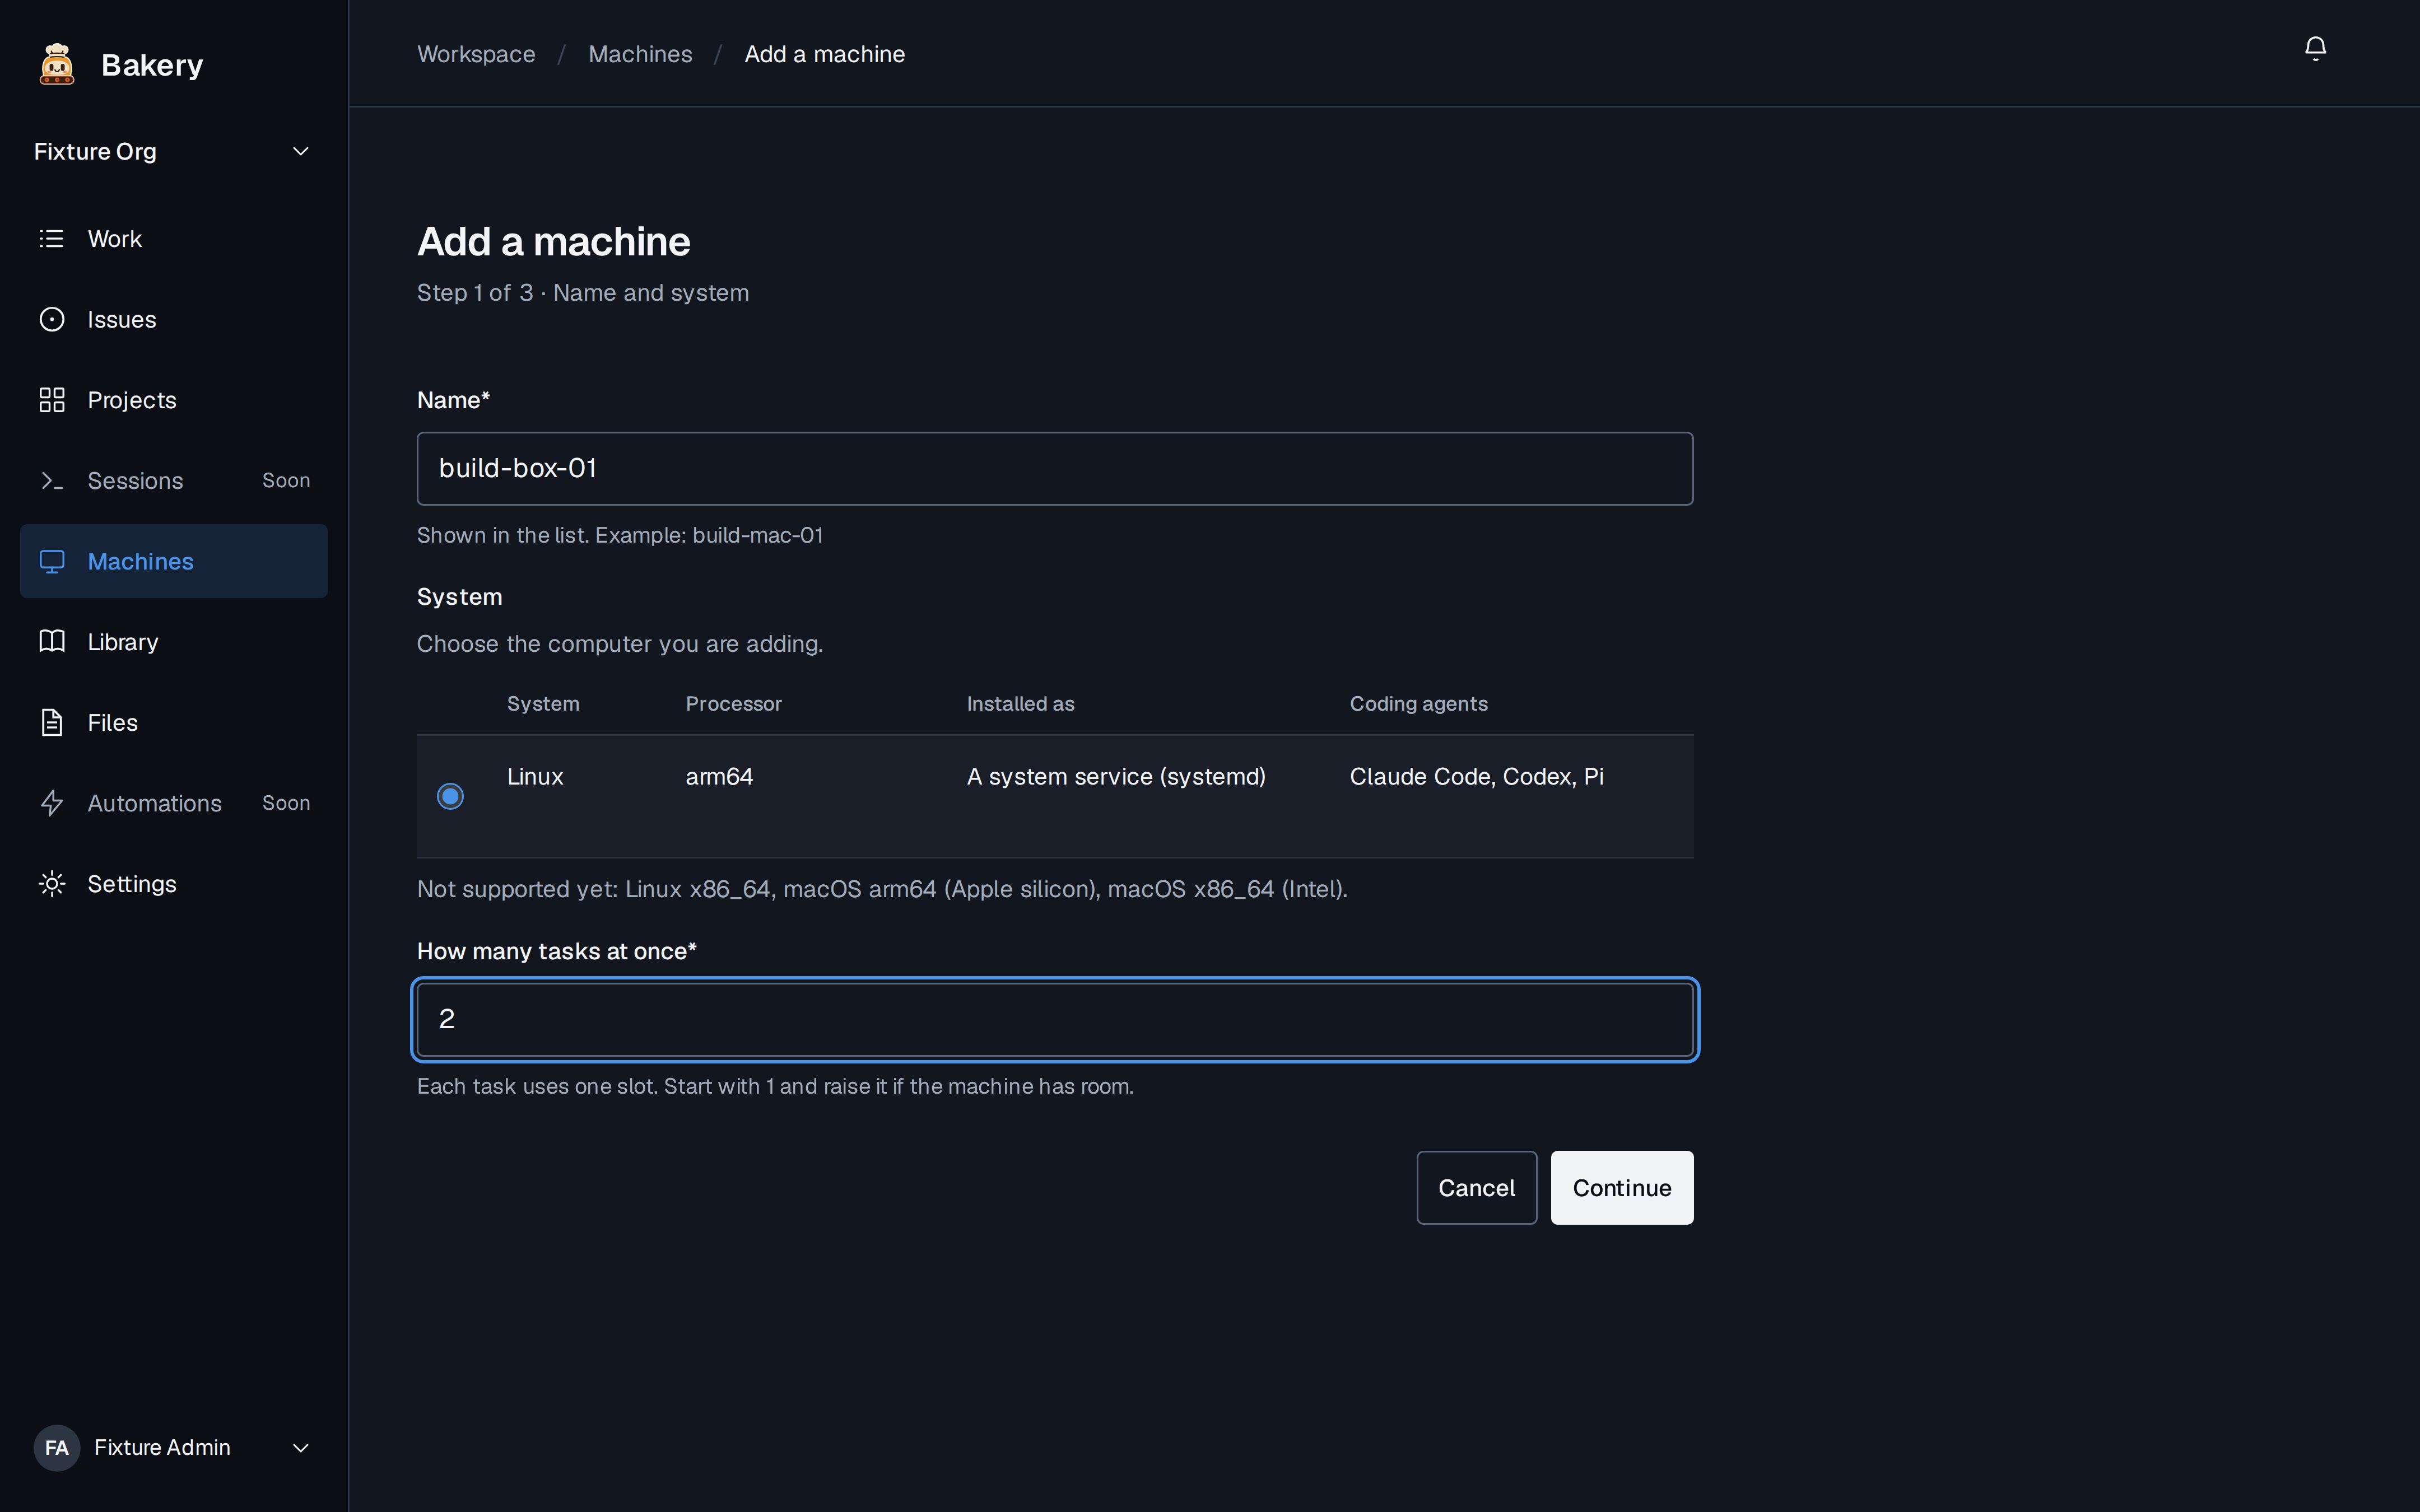 Bakery
Fixture Org
Work
Issues
Projects
Sessions Soon
Machines
Library
Files
Automations Soon
Settings
FA Fixture Admin
Workspace / Machines / Add a machine
Add a machine
Step 1 of 3 · Name and system
Name*
build-box-01
Shown in the list. Example: build-mac-01
System
Choose the computer you are adding.
System Processor Installed as Coding agents
Linux arm64 A system service (systemd) Claude Code, Codex, Pi
Not supported yet: Linux x86_64, macOS arm64 (Apple silicon), macOS x86_64 (Intel).
How many tasks at once*
2
Each task uses one slot. Start with 1 and raise it if the machine has room.
Cancel Continue